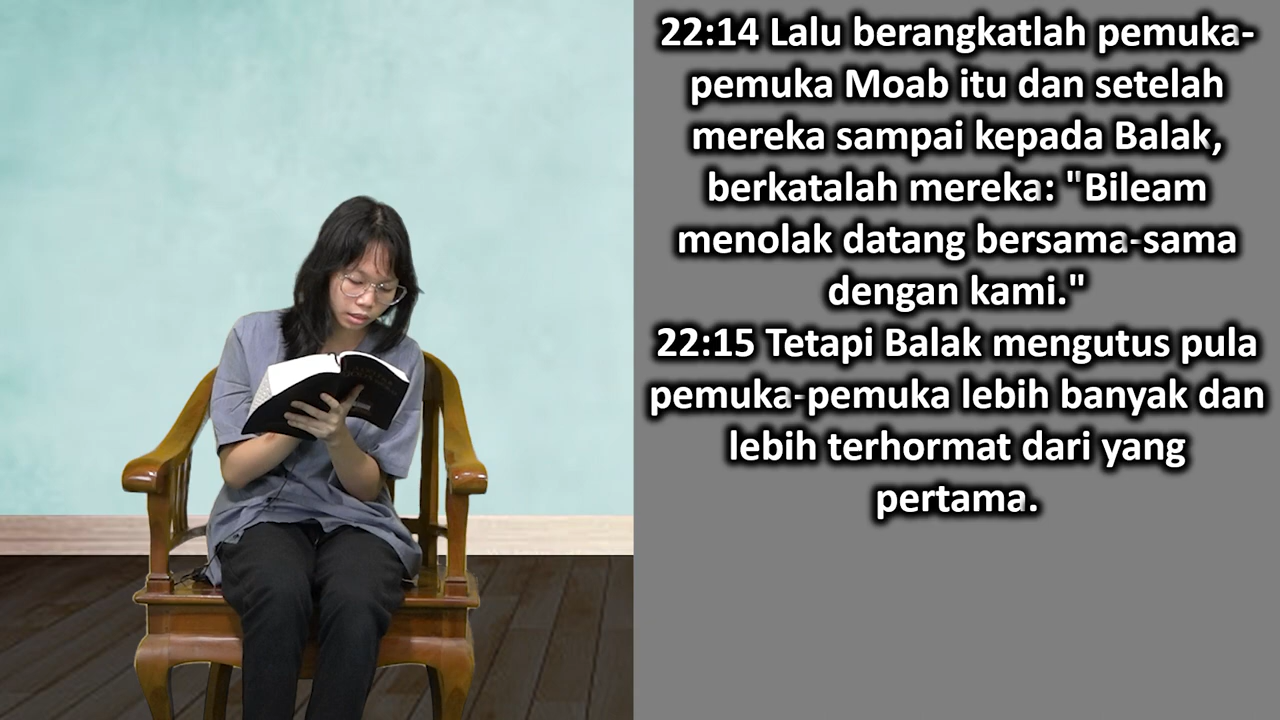 22:14 Lalu berangkatlah pemuka-
pemuka Moab itu dan setelah
mereka sampai kepada Balak,
berkatalah mereka: "Bileam
menolak datang bersama-sama
dengan kami."
22:15 Tetapi Balak mengutus pula
pemuka-pemuka lebih banyak dan
lebih terhormat dari yang
pertama.